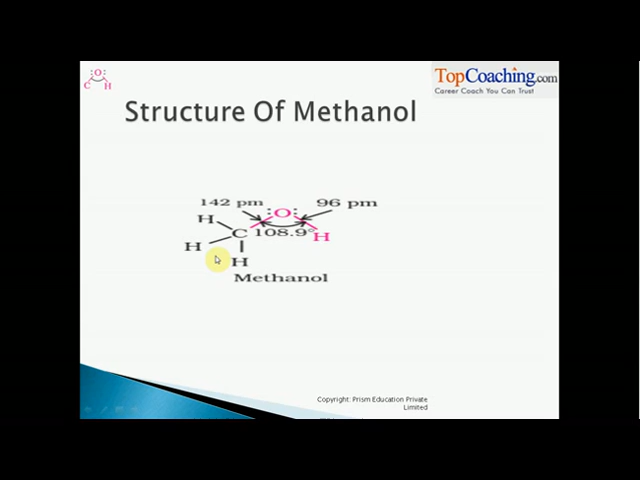 :O:
C H
TopCoaching.com
Career Coach You Can Trust
Structure Of Methanol
142 pm :O: 96 pm
H
C 108.9° H
H
H
Methanol
Copyright: Prism Education Private
Limited